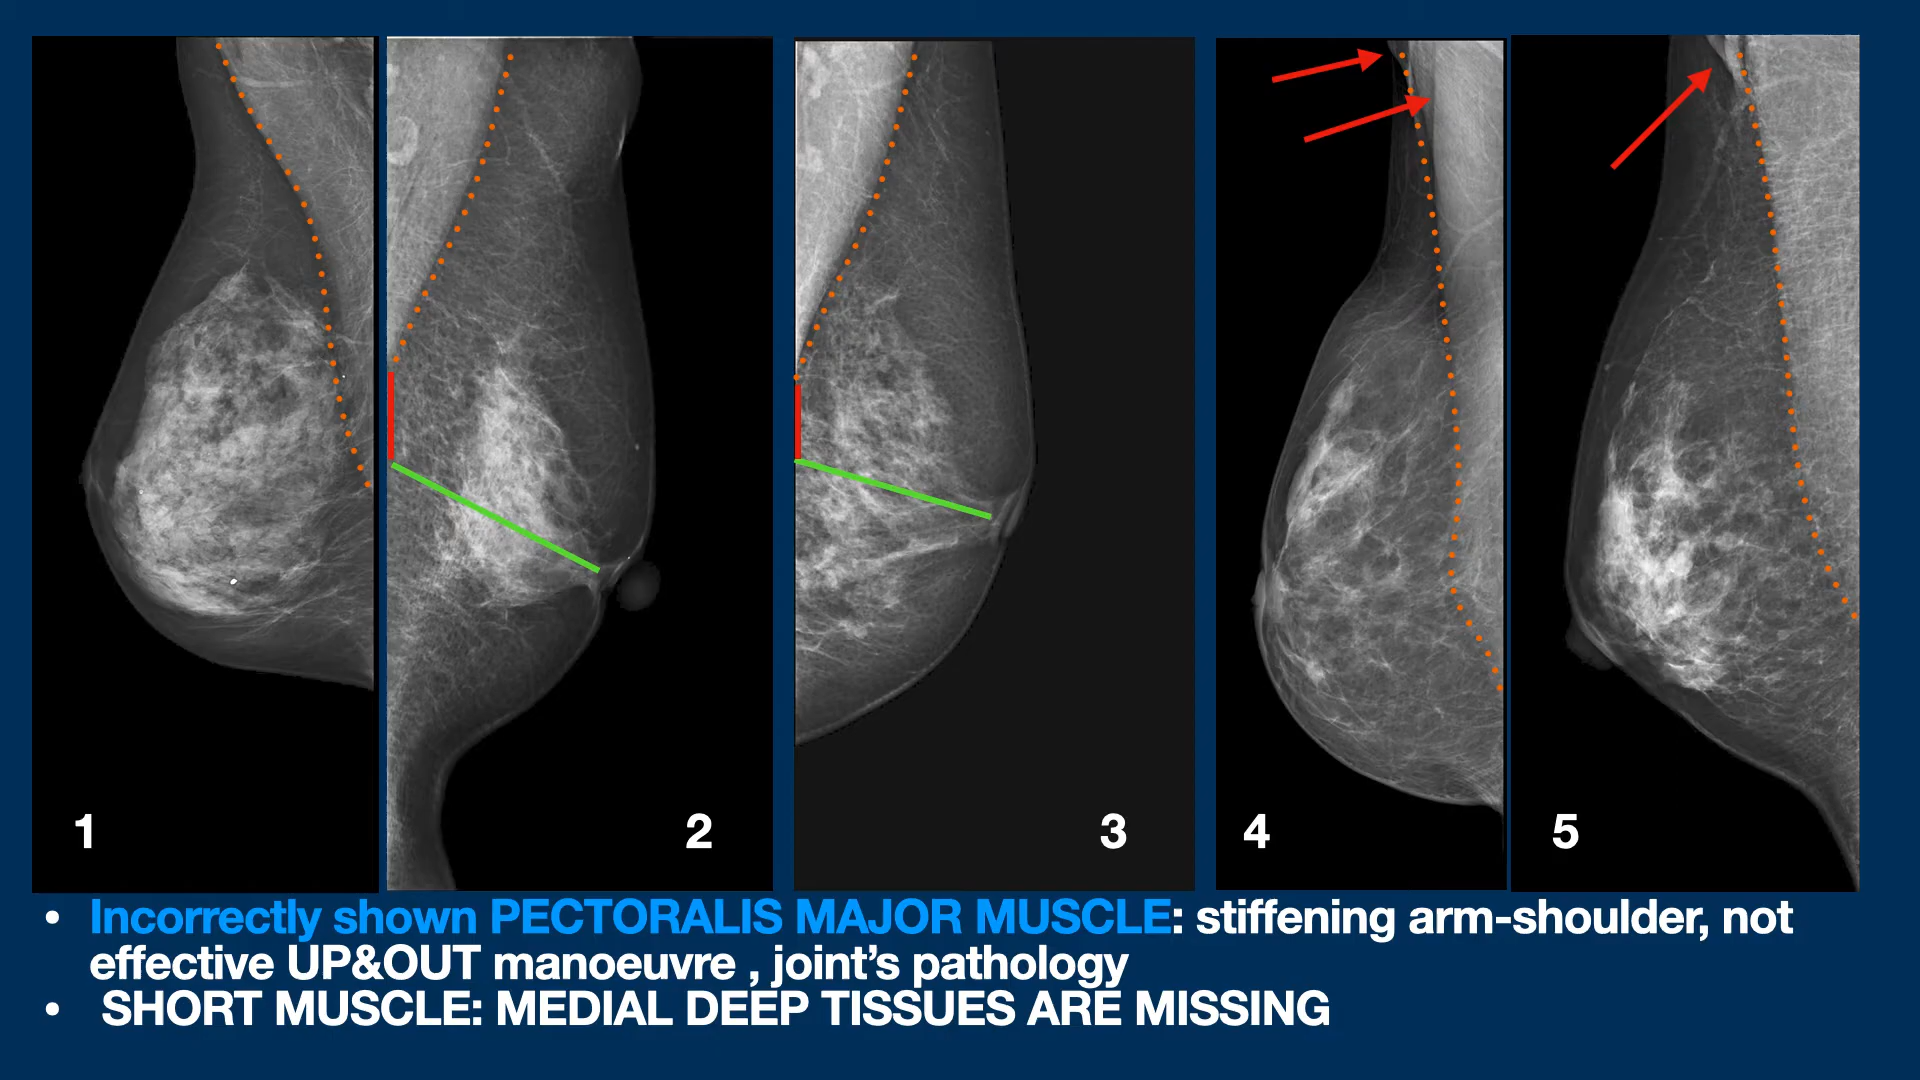 1
2
3
4
5
• Incorrectly shown PECTORALIS MAJOR MUSCLE: stiffening arm-shoulder, not
effective UP&OUT manoeuvre , joint’s pathology
• SHORT MUSCLE: MEDIAL DEEP TISSUES ARE MISSING